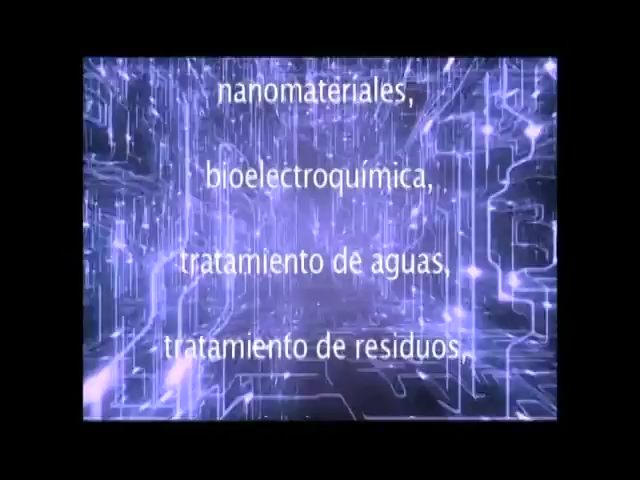 nanomateriales,
bioelectroquímica,
tratamiento de aguas,
tratamiento de residuos,